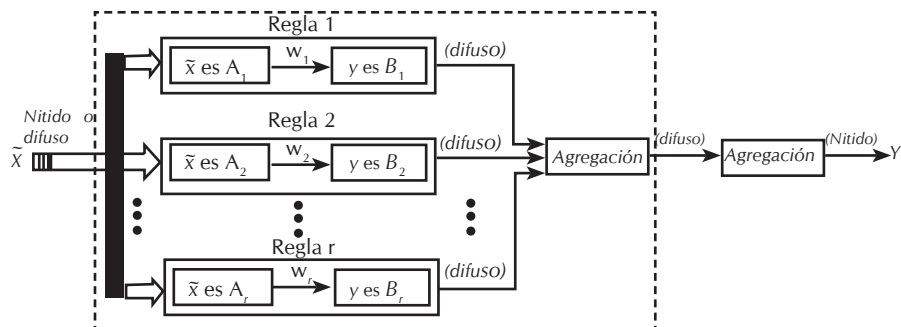 Regla 1
x̃ es A₁
w₁
y es B₁
(difuso)
Nitido o
difuso
x̃
Regla 2
x̃ es A₂
w₂
y es B₂
(difuso)
Agregación
(difuso)
Agregación
(Nitido)
Y
Regla r
x̃ es Aᵣ
wᵣ
y es Bᵣ
(difuso)